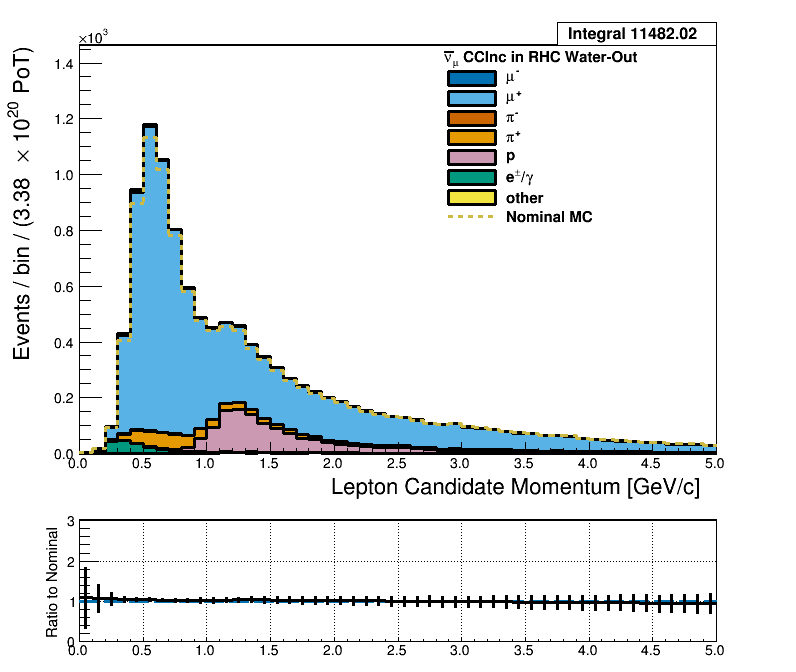 Integral 11482.02
×10³
ν̄μ CCInc in RHC Water-Out
μ⁻
μ⁺
π⁻
π⁺
p
e±/γ
other
Nominal MC
Events / bin / (3.38 × 10²⁰ PoT)
1.4
1.2
1.0
0.8
0.6
0.4
0.2
0.0
0.0 0.5 1.0 1.5 2.0 2.5 3.0 3.5 4.0 4.5 5.0
Lepton Candidate Momentum [GeV/c]
Ratio to Nominal
3
2
1
0
0.0 0.5 1.0 1.5 2.0 2.5 3.0 3.5 4.0 4.5 5.0